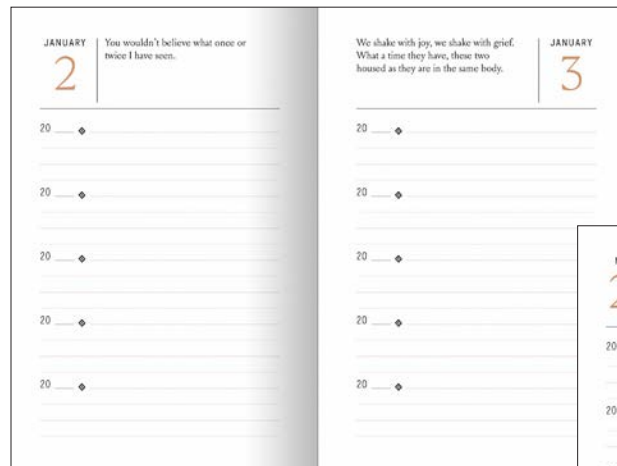 JANUARY
2
You wouldn't believe what once or
twice I have seen.
20
20
20
20
20
We shake with joy, we shake with grief.
What a time they have, these two
housed as they are in the same body.
JANUARY
3
20
20
20
20
20
2
20
20